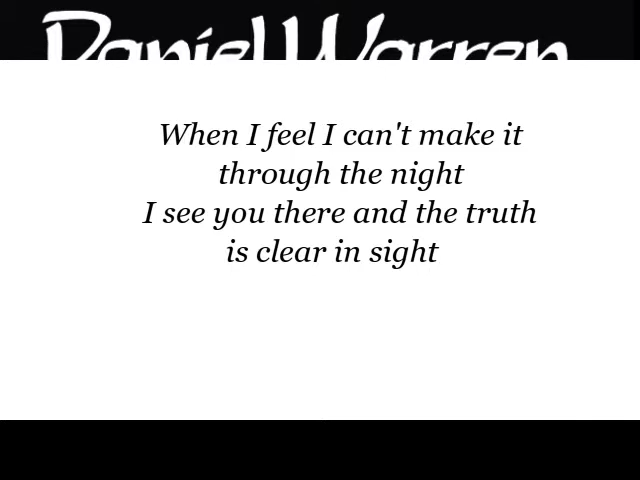 Daniel Warren
When I feel I can't make it
through the night
I see you there and the truth
is clear in sight